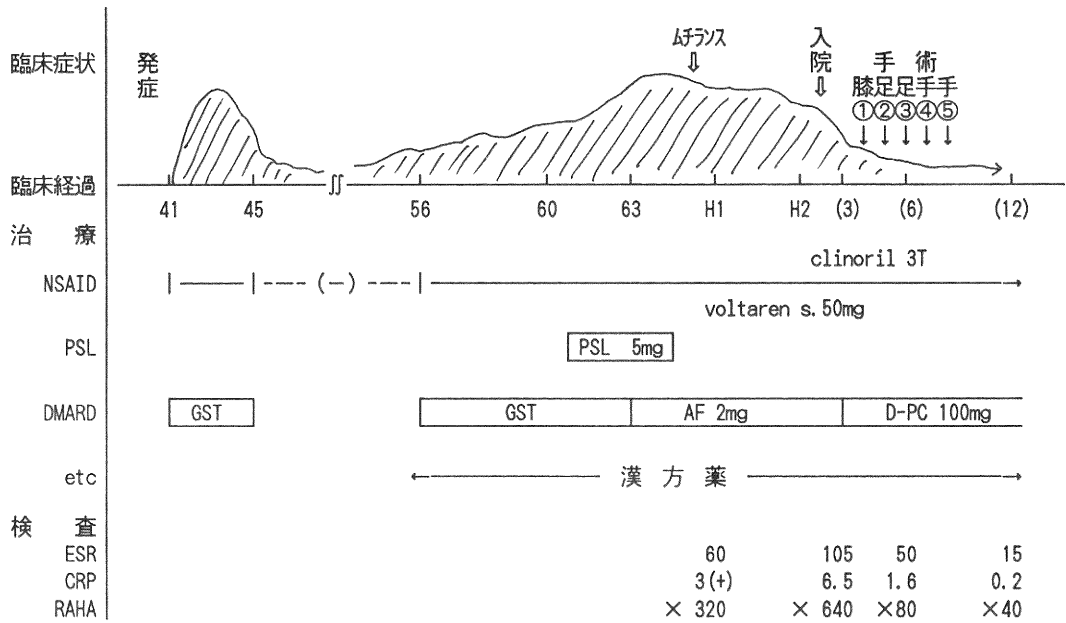 ムチランス
入院
手術
臨床症状
発症
膝足足手手
①②③④⑤
臨床経過
41 45 56 60 63 H1 H2 (3) (6) (12)
治 療
clinoril 3T
NSAID (-)
voltaren s.50mg
PSL PSL 5mg
DMARD GST GST AF 2mg D-PC 100mg
etc 漢方薬
検 査
ESR 60 105 50 15
CRP 3(+) 6.5 1.6 0.2
RAHA ×320 ×640 ×80 ×40